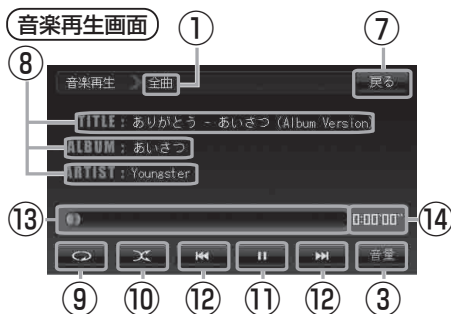 音楽再生画面
① ⑦
⑧
音楽再生 全曲 戻る
TITLE : ありがとう - あいさつ (Album Version
ALBUM : あいさつ
ARTIST : Youngster
⑬ 0:00'00" ⑭
音量
⑨ ⑩ ⑫ ⑪ ⑫ ③